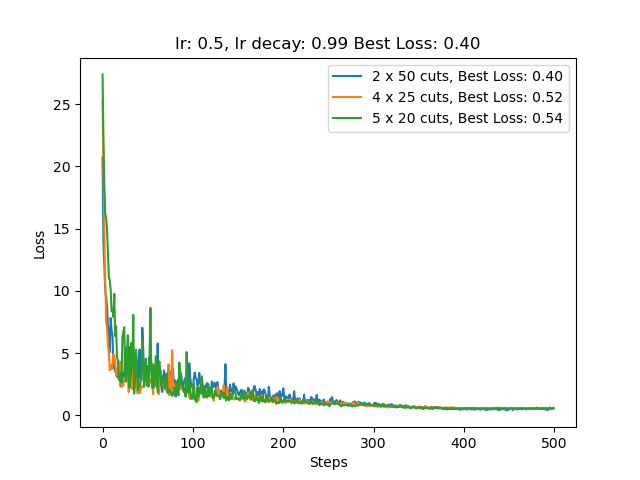 lr: 0.5, lr decay: 0.99 Best Loss: 0.40
2 x 50 cuts, Best Loss: 0.40
4 x 25 cuts, Best Loss: 0.52
5 x 20 cuts, Best Loss: 0.54
25
20
15
10
5
0
Loss
0 100 200 300 400 500
Steps